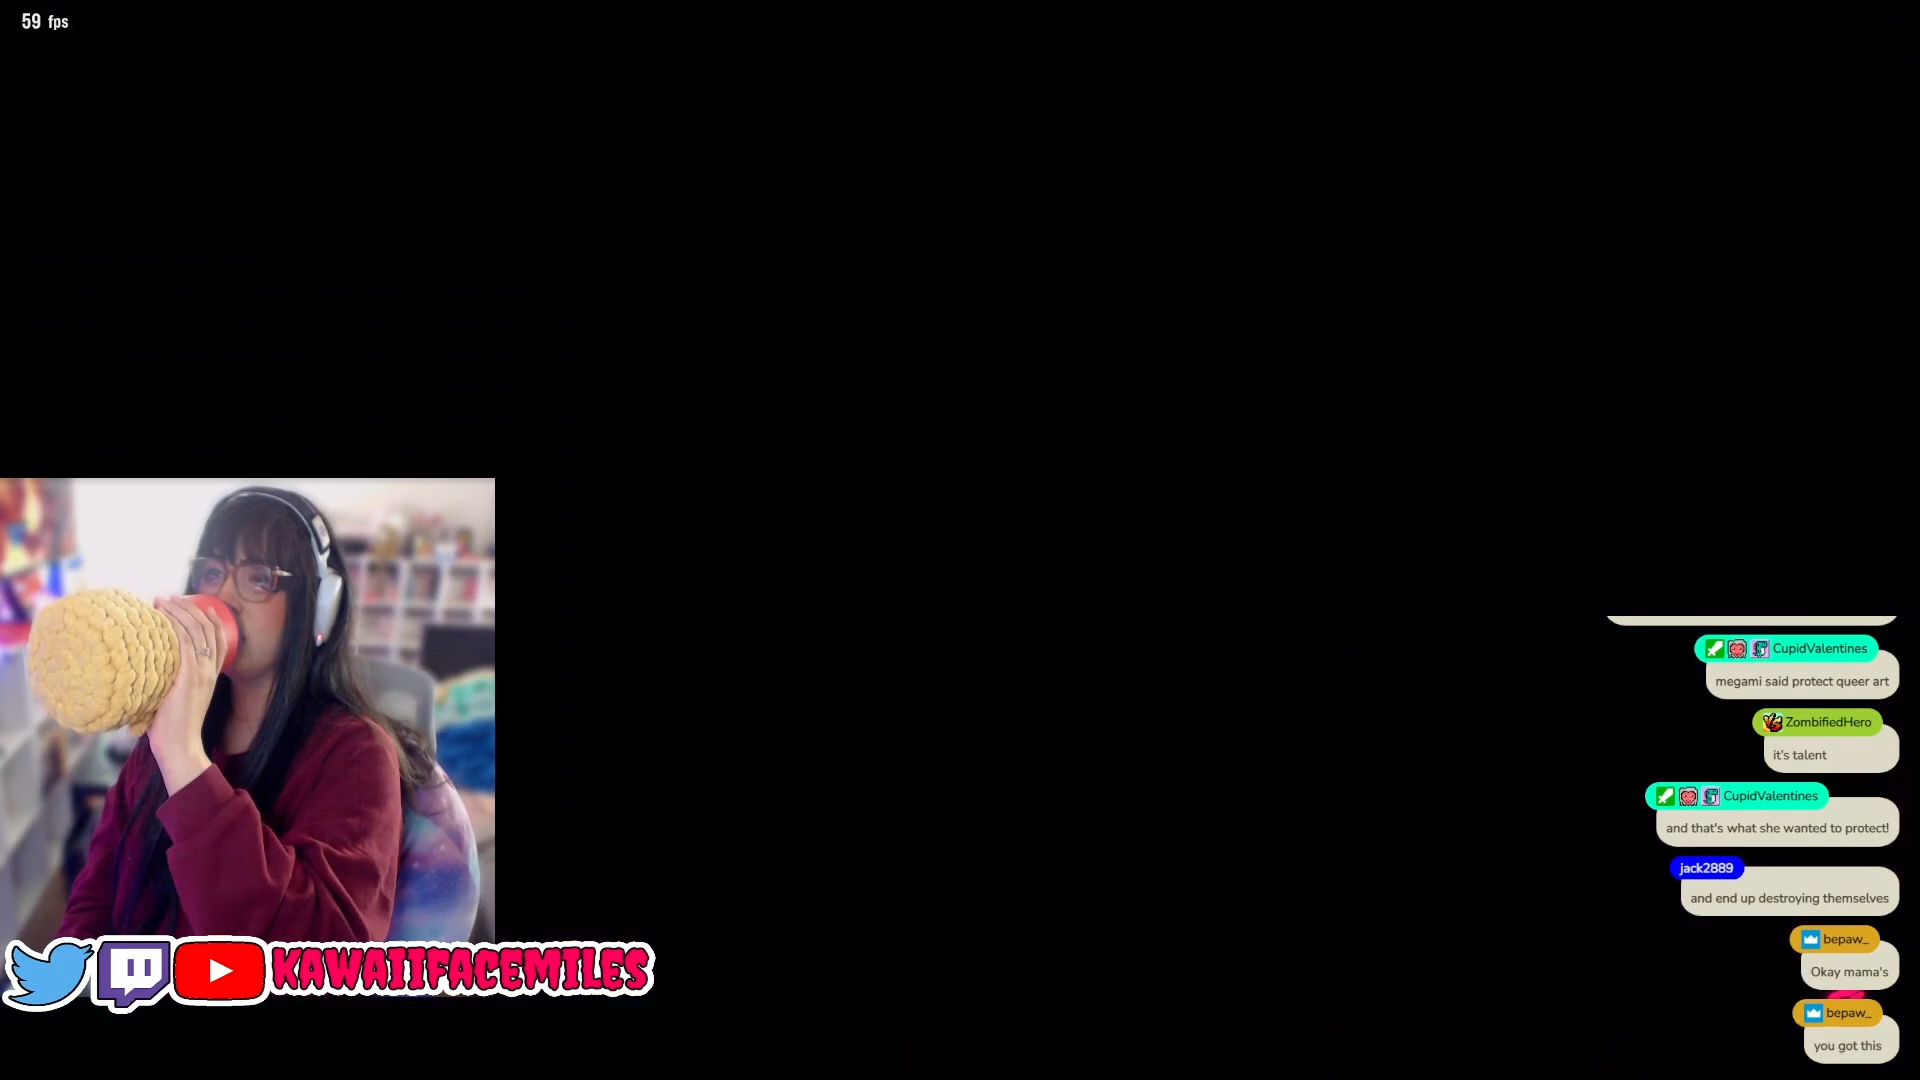 59 fps
CupidValentines
megami said protect queer art
ZombifiedHero
it's talent
CupidValentines
and that's what she wanted to protect!
jack2889
and end up destroying themselves
bepaw_
Okay mama's
bepaw_
you got this
KAWAIIFACEMILES